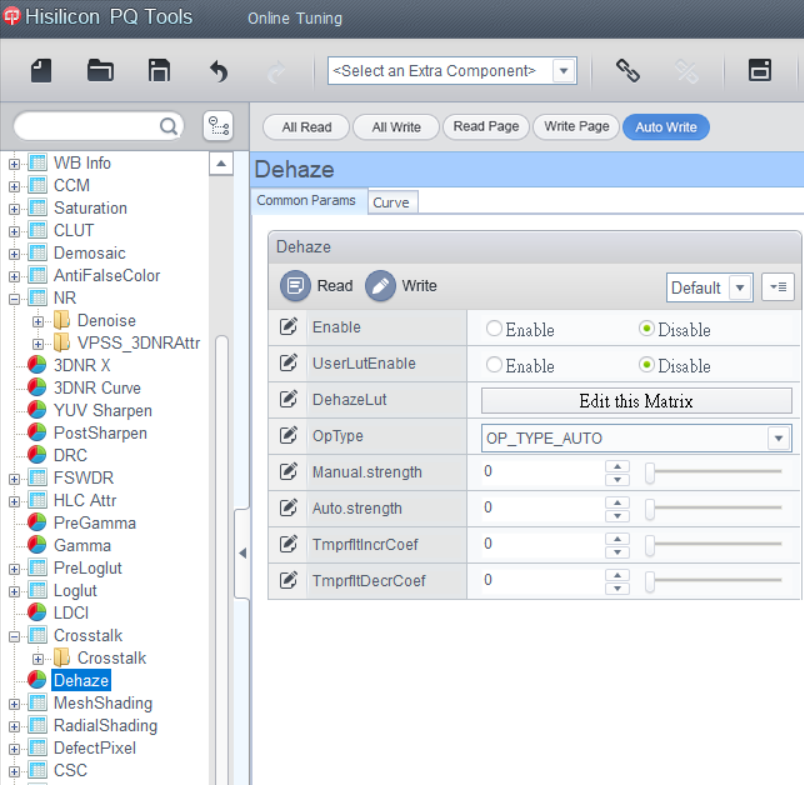 Hisilicon PQ Tools
Online Tuning
<Select an Extra Component>
All Read
All Write
Read Page
Write Page
Auto Write
WB Info
CCM
Saturation
CLUT
Demosaic
AntiFalseColor
NR
Denoise
VPSS_3DNRAttr
3DNR X
3DNR Curve
YUV Sharpen
PostSharpen
DRC
FSWDR
HLC Attr
PreGamma
Gamma
PreLoglut
Loglut
LDCI
Crosstalk
Crosstalk
Dehaze
MeshShading
RadialShading
DefectPixel
CSC
Dehaze
Common Params
Curve
Dehaze
Read
Write
Default
Enable
Enable
Disable
UserLutEnable
Enable
Disable
DehazeLut
Edit this Matrix
OpType
OP_TYPE_AUTO
Manual.strength
0
Auto.strength
0
TmprfltIncrCoef
0
TmprfltDecrCoef
0